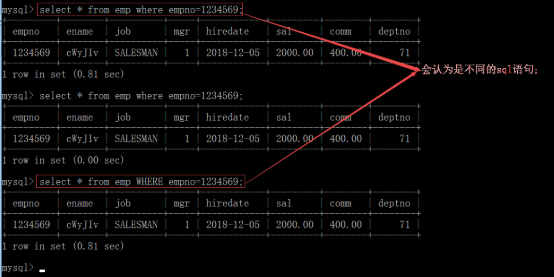 mysql> select * from emp where empno=1234569;
empno ename job mgr hiredate sal comm deptno
1234569 cWyJIv SALESMAN 1 2018-12-05 2000.00 400.00 71
1 row in set (0.81 sec)
会认为是不同的sql语句;
mysql> select * from emp where empno=1234569;
empno ename job mgr hiredate sal comm deptno
1234569 cWyJIv SALESMAN 1 2018-12-05 2000.00 400.00 71
1 row in set (0.00 sec)
mysql> select * from emp WHERE empno=1234569;
empno ename job mgr hiredate sal comm deptno
1234569 cWyJIv SALESMAN 1 2018-12-05 2000.00 400.00 71
1 row in set (0.81 sec)
mysql>